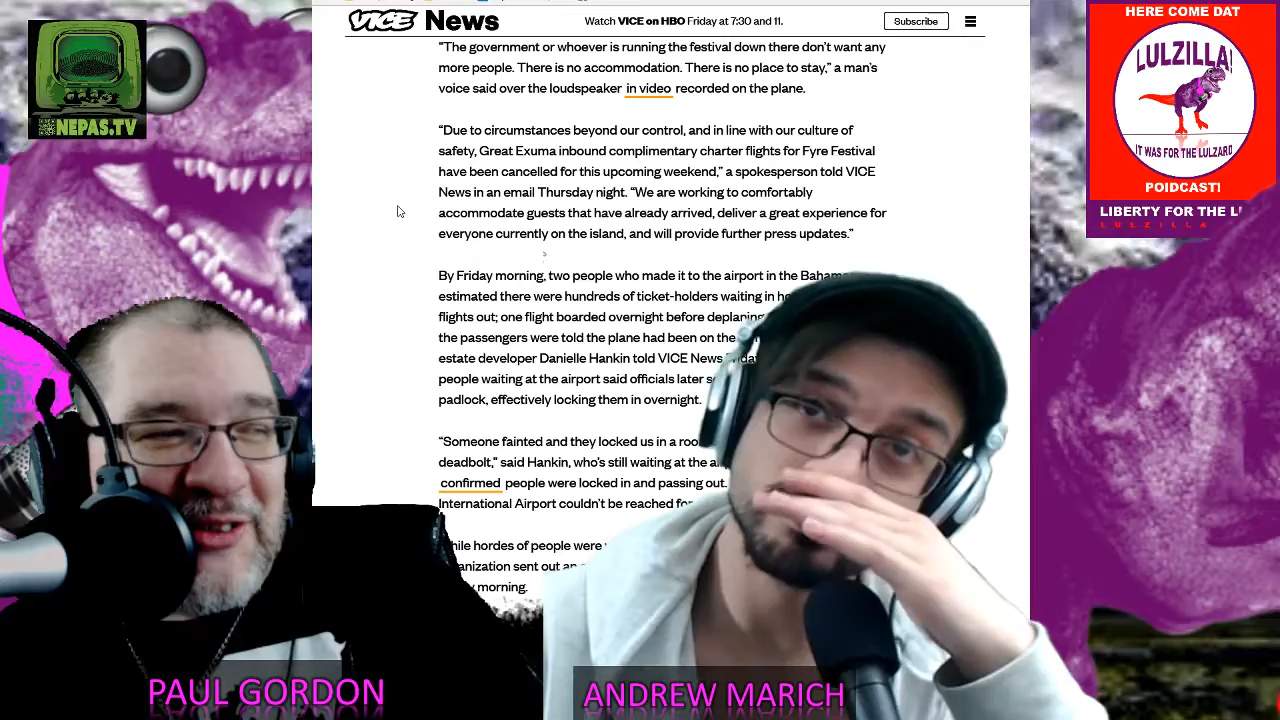 VICE News
Watch VICE on HBO Friday at 7:30 and 11.
Subscribe
“The government or whoever is running the festival down there don’t want any
more people. There is no accommodation. There is no place to stay,” a man’s
voice said over the loudspeaker in video recorded on the plane.
“Due to circumstances beyond our control, and in line with our culture of
safety, Great Exuma inbound complimentary charter flights for Fyre Festival
have been cancelled for this upcoming weekend,” a spokesperson told VICE
News in an email Thursday night. “We are working to comfortably
accommodate guests that have already arrived, deliver a great experience for
everyone currently on the island, and will provide further press updates.”
By Friday morning, two people who made it to the airport in the
estimated there were hundreds of ticket-holders waiting in
flights out; one flight boarded overnight before deplaning
the passengers were told the plane had been on the
estate developer Danielle Hankin told VICE News
people waiting at the airport said officials later
padlock, effectively locking them in overnight.
“Someone fainted and they locked us in a
deadbolt,” said Hankin, who’s still waiting at the
confirmed people were locked in and passing out.
International Airport couldn’t be reached
hordes of people were
sent out
morning.
NEPAS.TV
HERE COME DAT
LULZILLA!
IT WAS FOR THE LULZARD
POIDCAST!
LIBERTY FOR THE
LULZILLA
PAUL GORDON
ANDREW MARICH